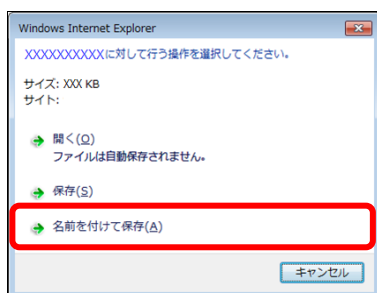 Windows Internet Explorer
XXXXXXXXXXに対して行う操作を選択してください。
サイズ: XXX KB
サイト:
開く(O)
ファイルは自動保存されません。
保存(S)
名前を付けて保存(A)
キャンセル